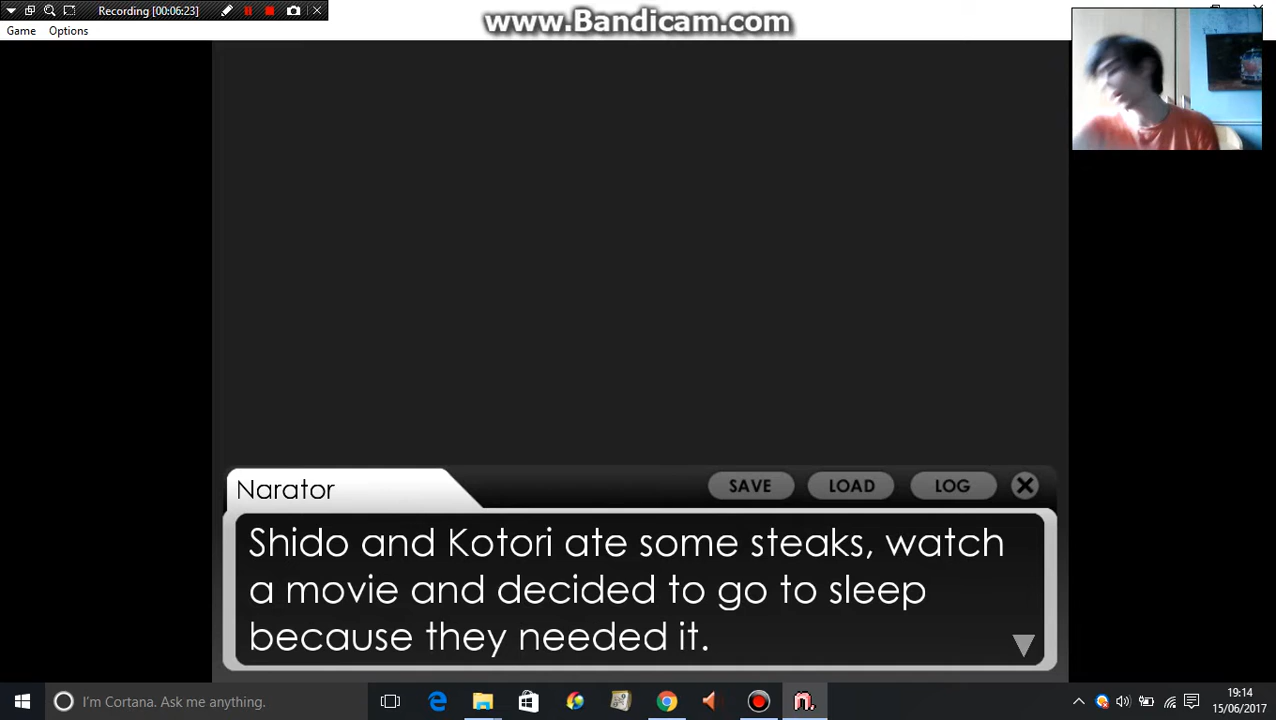 Recording [00:06:23]
www.Bandicam.com
Game Options
Narator
SAVE LOAD LOG
Shido and Kotori ate some steaks, watch
a movie and decided to go to sleep
because they needed it.
I'm Cortana. Ask me anything.
19:14
15/06/2017